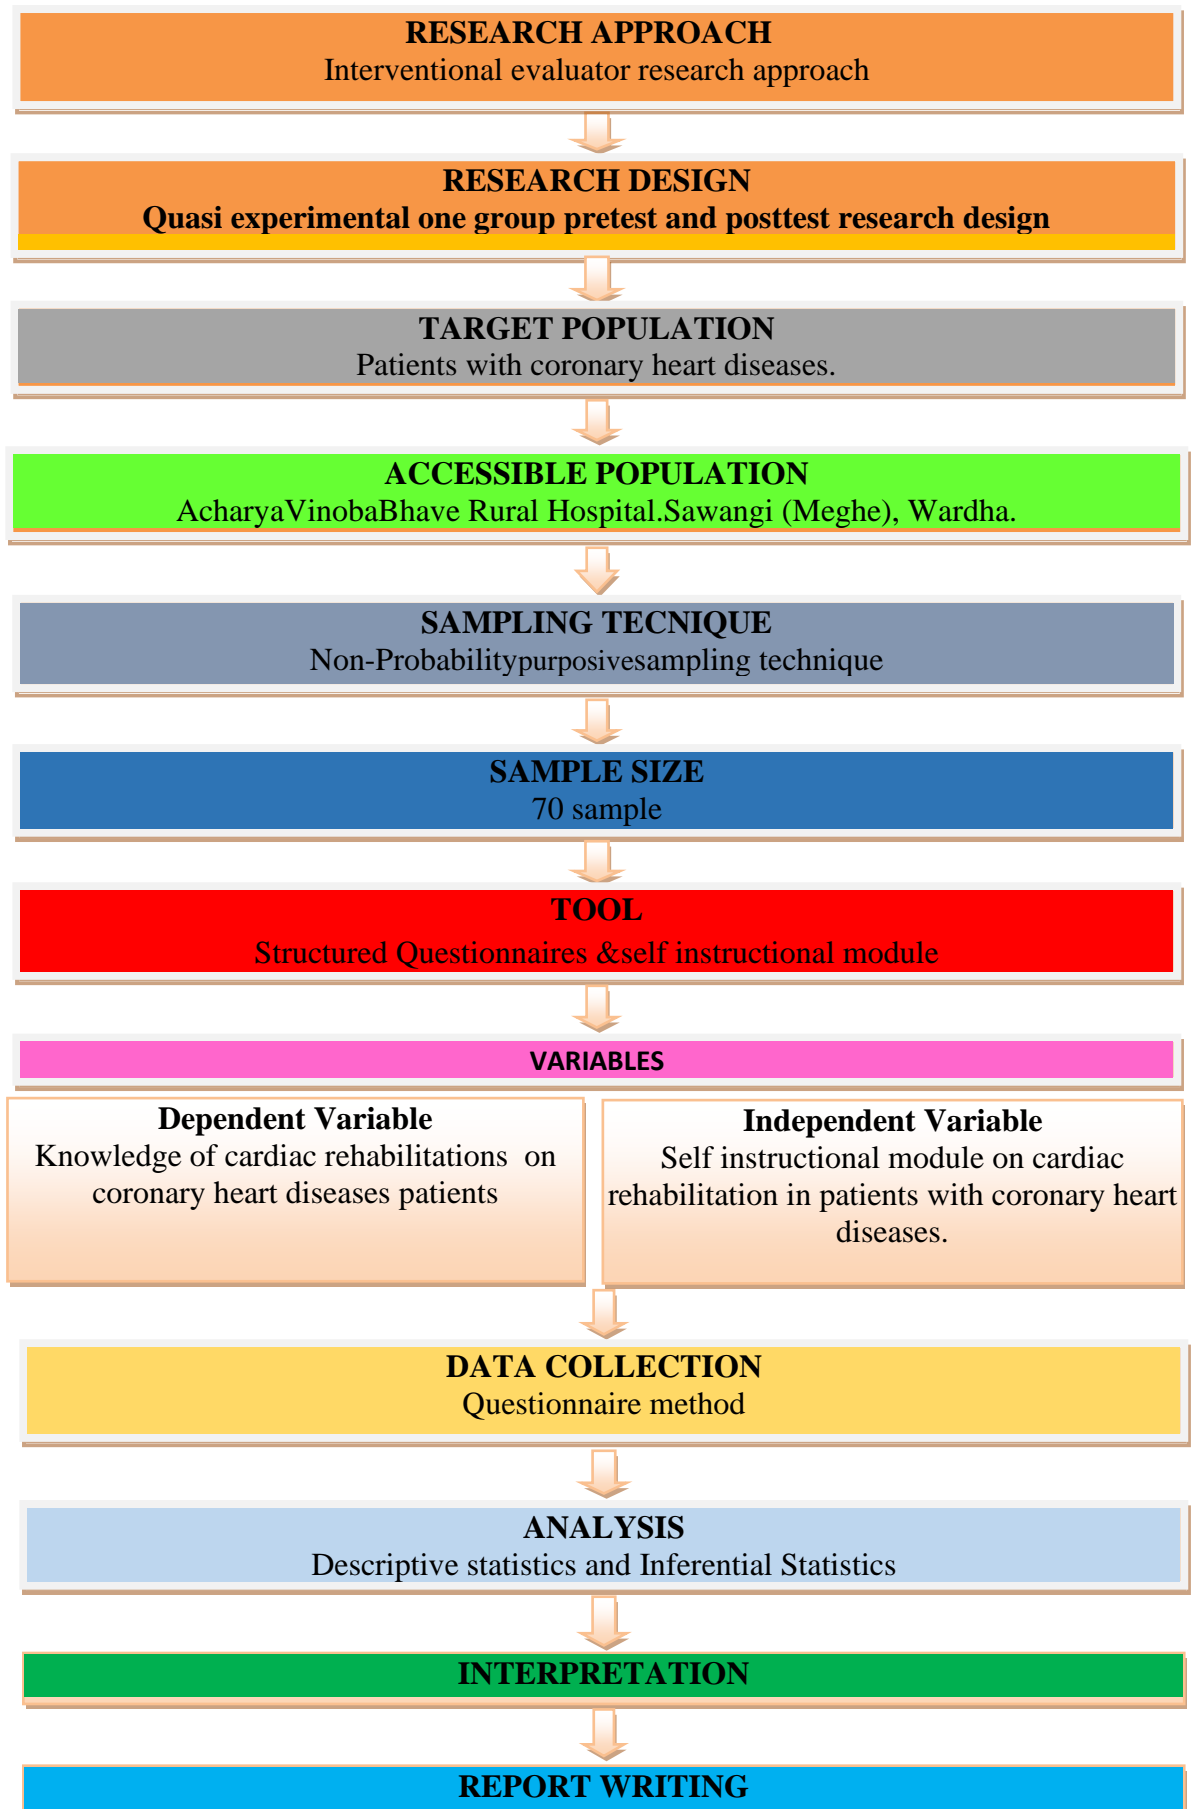 RESEARCH APPROACH
Interventional evaluator research approach
RESEARCH DESIGN
Quasi experimental one group pretest and posttest research design
TARGET POPULATION
Patients with coronary heart diseases.
ACCESSIBLE POPULATION
AcharyaVinobaBhave Rural Hospital.Sawangi (Meghe), Wardha.
SAMPLING TECNIQUE
Non-Probabilitypurposivesampling technique
SAMPLE SIZE
70 sample
TOOL
Structured Questionnaires &self instructional module
VARIABLES
Dependent Variable
Knowledge of cardiac rehabilitations on
coronary heart diseases patients
Independent Variable
Self instructional module on cardiac
rehabilitation in patients with coronary heart
diseases.
DATA COLLECTION
Questionnaire method
ANALYSIS
Descriptive statistics and Inferential Statistics
INTERPRETATION
REPORT WRITING